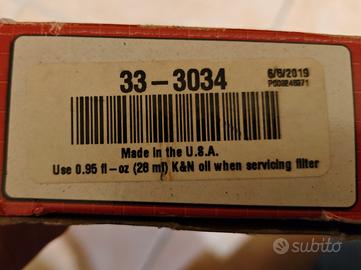 33-3034
6/6/2019
P503246971
Made in the U.S.A.
Use 0.95 fl-oz (28 ml) K&N oil when servicing filter
subito